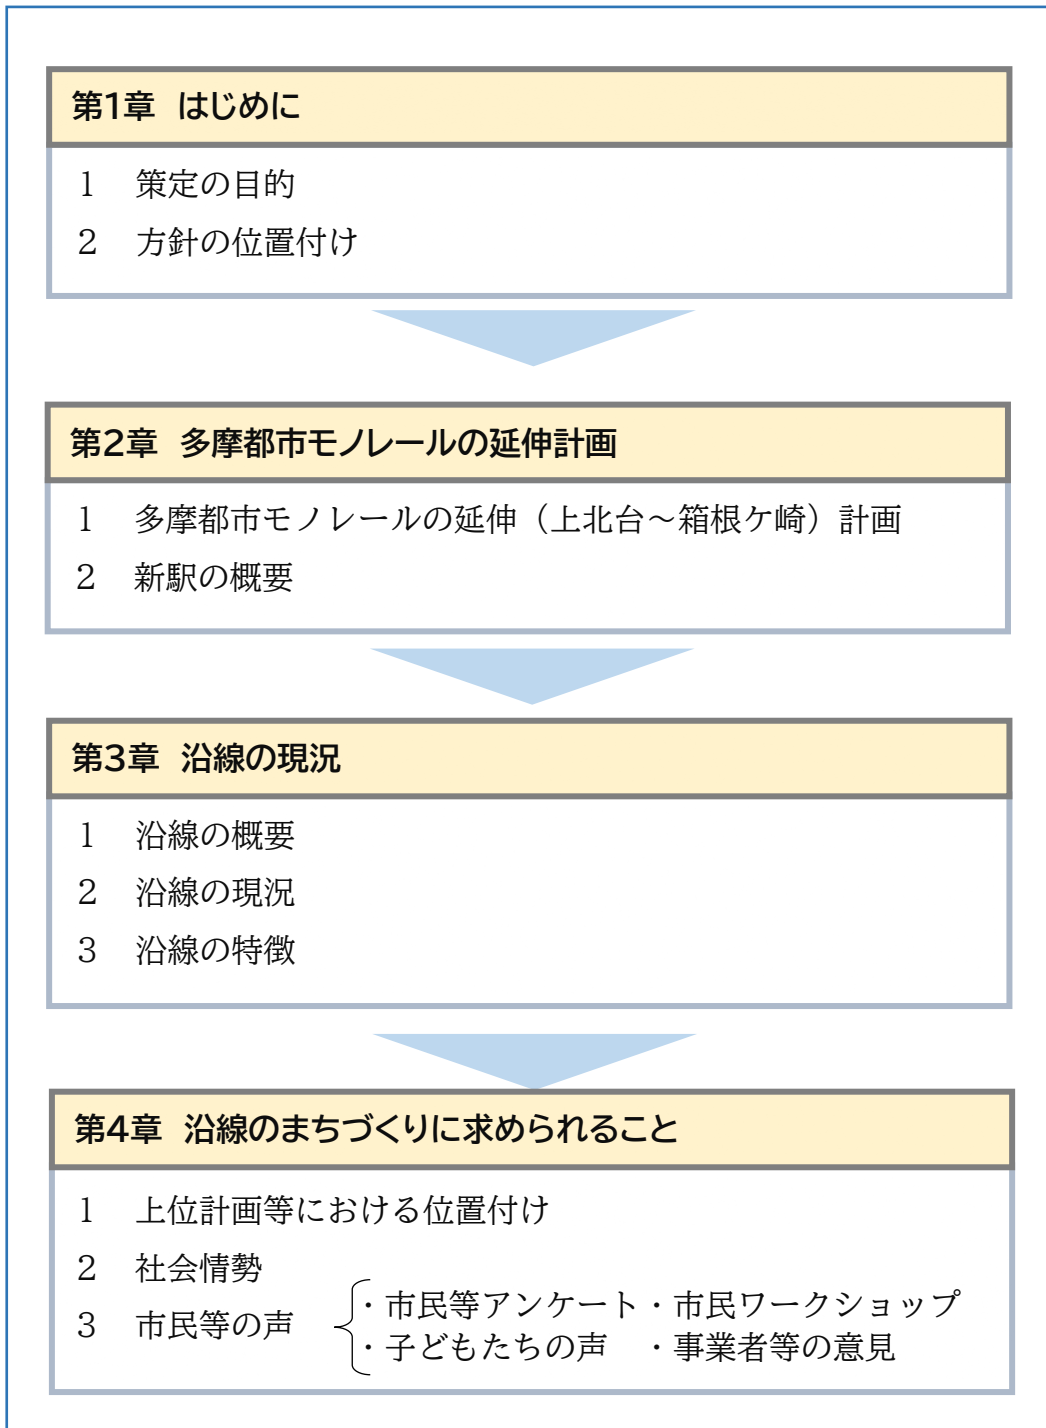 第1章 はじめに
1 策定の目的
2 方針の位置付け
第2章 多摩都市モノレールの延伸計画
1 多摩都市モノレールの延伸（上北台～箱根ケ崎）計画
2 新駅の概要
第3章 沿線の現況
1 沿線の概要
2 沿線の現況
3 沿線の特徴
第4章 沿線のまちづくりに求められること
1 上位計画等における位置付け
2 社会情勢
3 市民等の声
・市民等アンケート・市民ワークショップ
・子どもたちの声 ・事業者等の意見